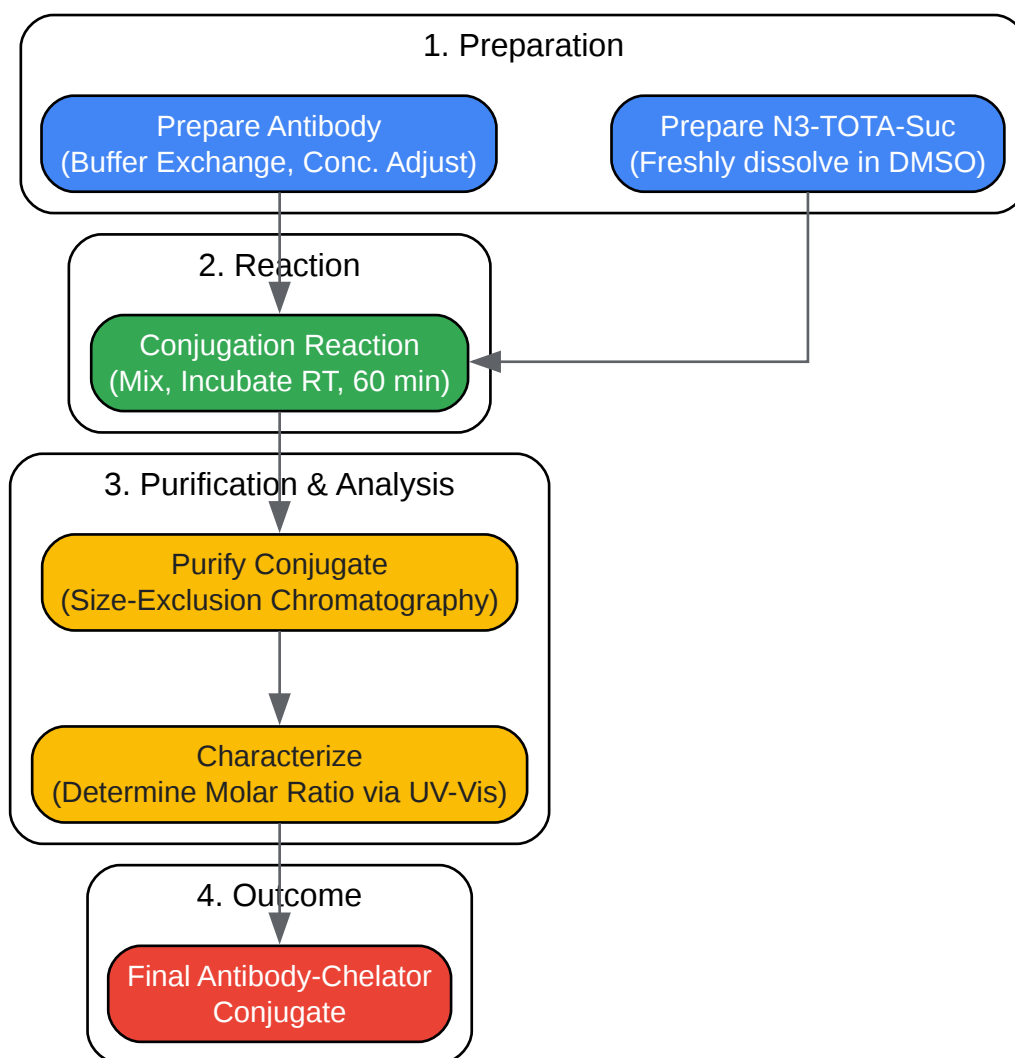 1. Preparation
Prepare Antibody
(Buffer Exchange, Conc. Adjust)
Prepare N3-TOTA-Suc
(Freshly dissolve in DMSO)
2. Reaction
Conjugation Reaction
(Mix, Incubate RT, 60 min)
3. Purification & Analysis
Purify Conjugate
(Size-Exclusion Chromatography)
Characterize
(Determine Molar Ratio via UV-Vis)
4. Outcome
Final Antibody-Chelator
Conjugate